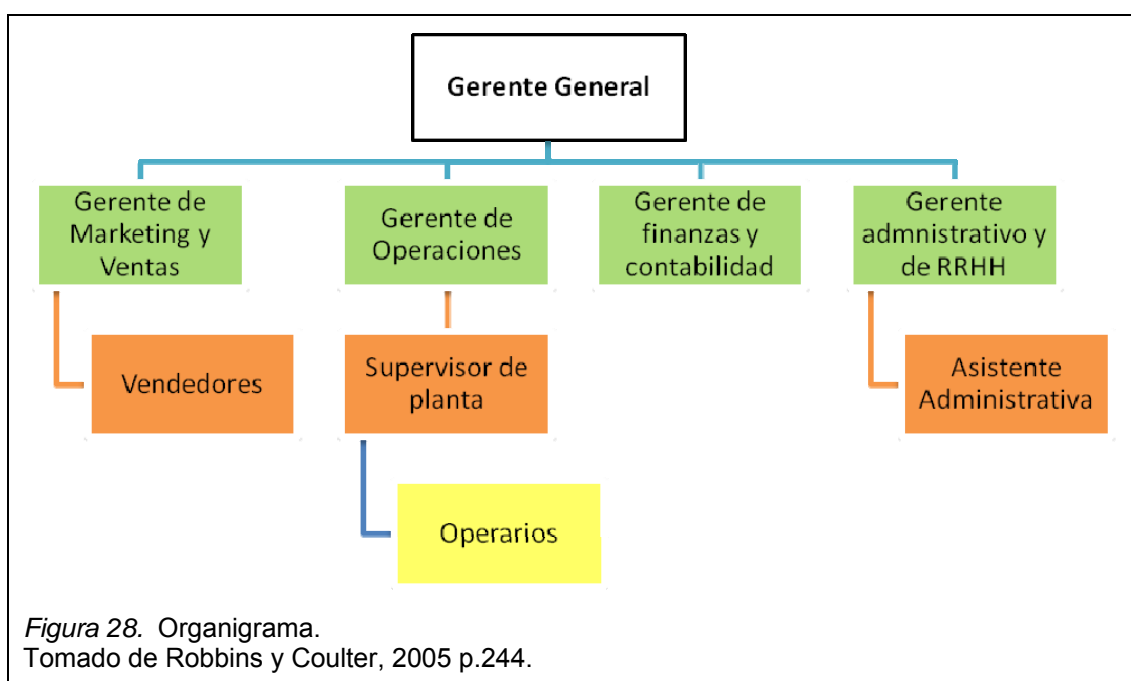 Gerente General
Gerente de
Marketing y
Ventas
Gerente de
Operaciones
Gerente de
finanzas y
contabilidad
Gerente
admnistrativo y
de RRHH
Vendedores
Supervisor de
planta
Asistente
Administrativa
Operarios
Figura 28. Organigrama.
Tomado de Robbins y Coulter, 2005 p.244.